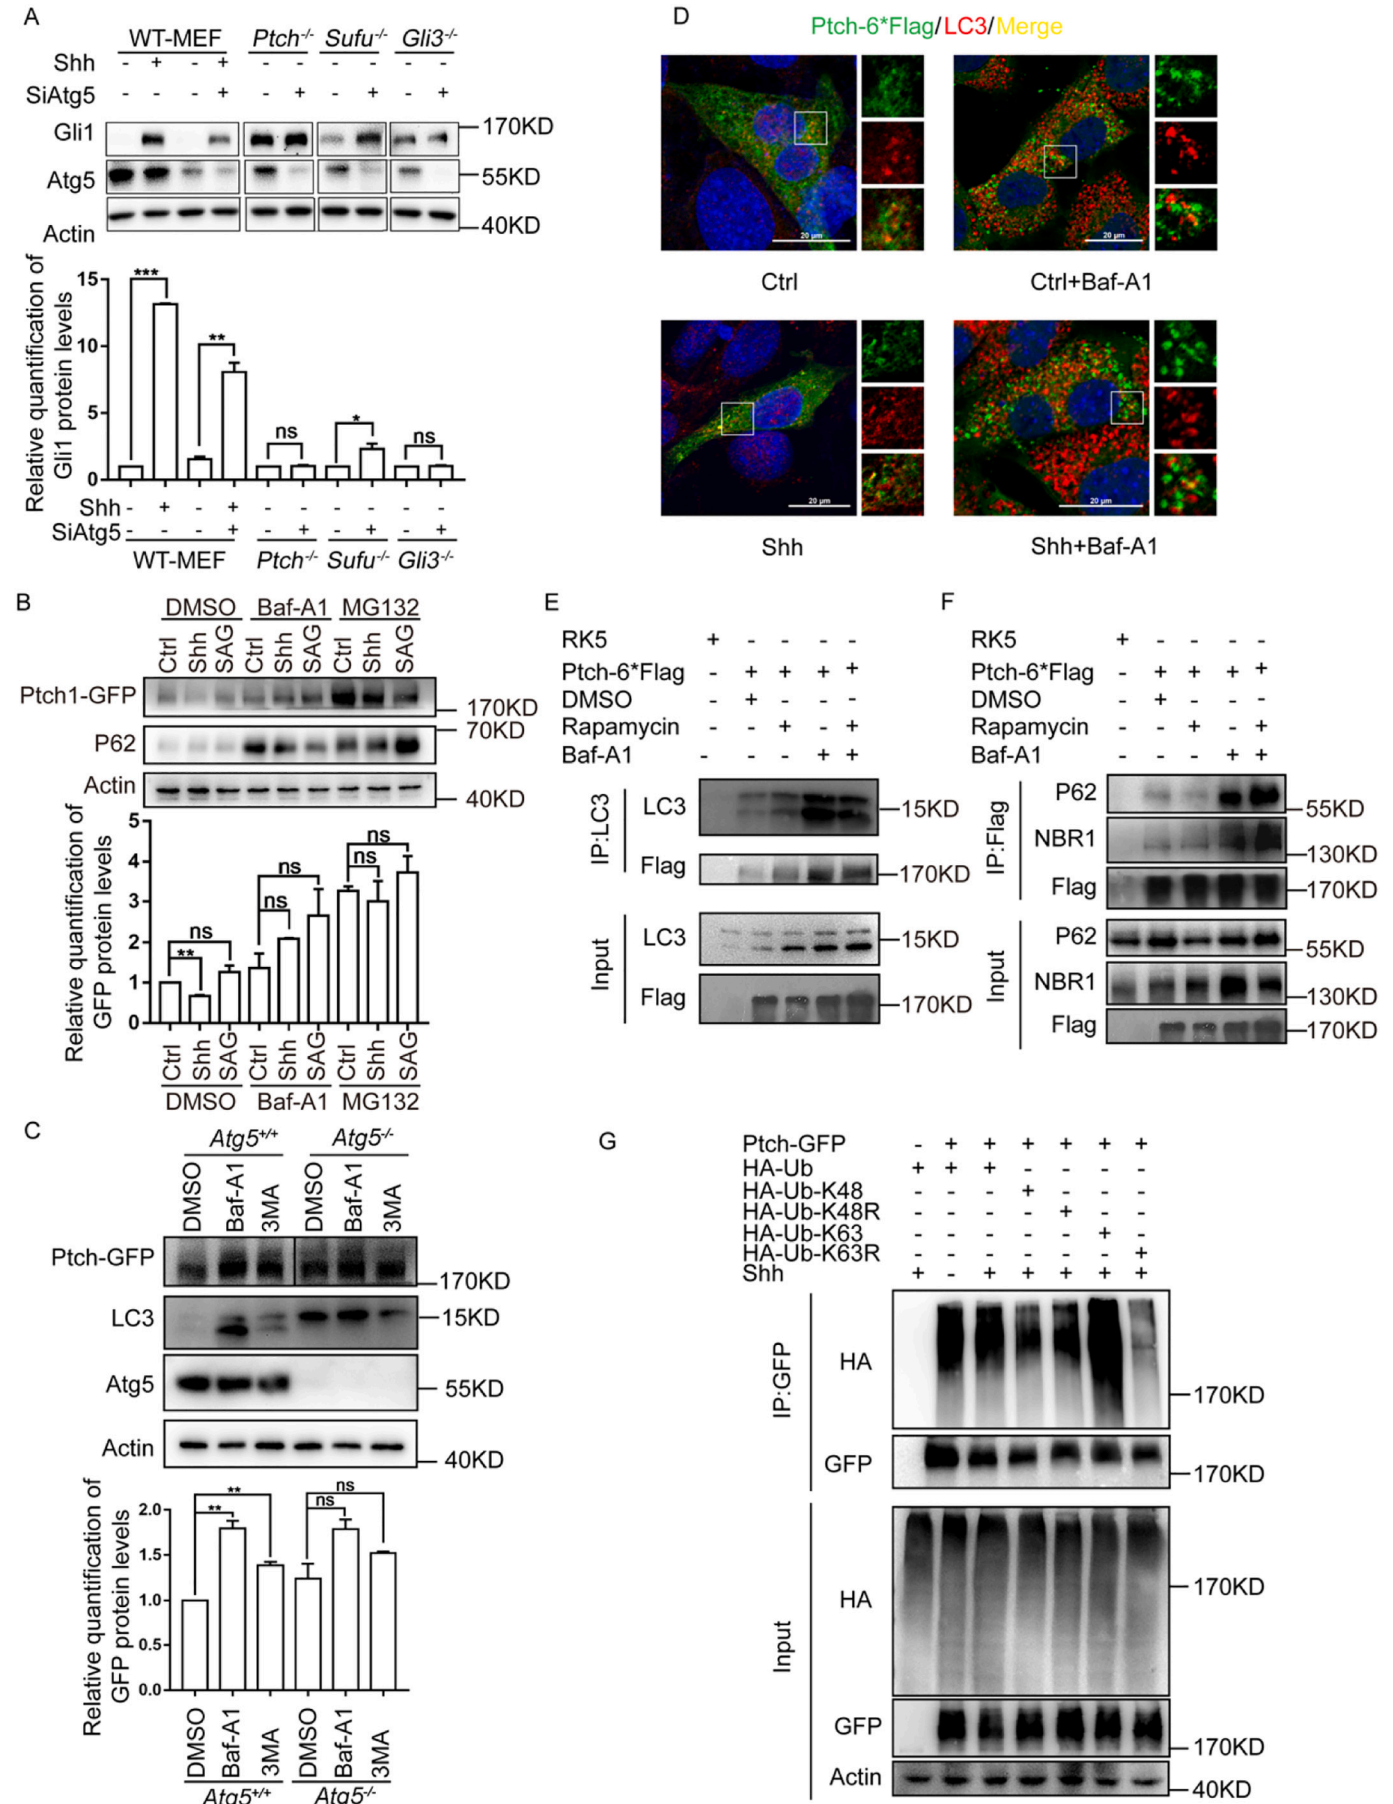 A
WT-MEF Ptch-/- Sufu-/- Gli3-/-
Shh - + - + - - - - - -
SiAtg5 - - + + - + - + - +
Gli1 170KD
Atg5 55KD
Actin 40KD
Relative quantification of
Gli1 protein levels
15
10
5
0
*** ** ns * ns
Shh - + - + - - - - - -
SiAtg5 - - - + - + - + - +
WT-MEF Ptch-/- Sufu-/- Gli3-/-
B
DMSO Baf-A1 MG132
Ctrl Shh SAG Ctrl Shh SAG Ctrl Shh SAG
Ptch1-GFP 170KD
P62 70KD
Actin 40KD
Relative quantification of
GFP protein levels
5
4
3
2
1
0
** ns ns ns ns ns
Ctrl Shh SAG Ctrl Shh SAG Ctrl Shh SAG
DMSO Baf-A1 MG132
C
Atg5+/+ Atg5-/-
DMSO Baf-A1 3MA DMSO Baf-A1 3MA
Ptch-GFP 170KD
LC3 15KD
Atg5 55KD
Actin 40KD
Relative quantification of
GFP protein levels
2.0
1.5
1.0
0.5
0.0
** ** ns ns
DMSO Baf-A1 3MA DMSO Baf-A1 3MA
Atg5+/+ Atg5-/-
D
Ptch-6*Flag/LC3/Merge
20 μm 20 μm
Ctrl Ctrl+Baf-A1
20 μm 20 μm
Shh Shh+Baf-A1
E
RK5 + - - - -
Ptch-6*Flag - + + + +
DMSO - + - - -
Rapamycin - - + - +
Baf-A1 - - - + +
IP:LC3
LC3 15KD
Flag 170KD
Input
LC3 15KD
Flag 170KD
F
RK5 + - - - -
Ptch-6*Flag - + + + +
DMSO - + - - -
Rapamycin - - + - +
Baf-A1 - - - + +
IP:Flag
P62 55KD
NBR1 130KD
Flag 170KD
Input
P62 55KD
NBR1 130KD
Flag 170KD
G
Ptch-GFP - + + + + + +
HA-Ub + + + - - - -
HA-Ub-K48 - - - + - - -
HA-Ub-K48R - - - - + - -
HA-Ub-K63 - - - - - + -
HA-Ub-K63R - - - - - - +
Shh + - + + + + +
IP:GFP
HA 170KD
GFP 170KD
Input
HA 170KD
GFP 170KD
Actin 40KD